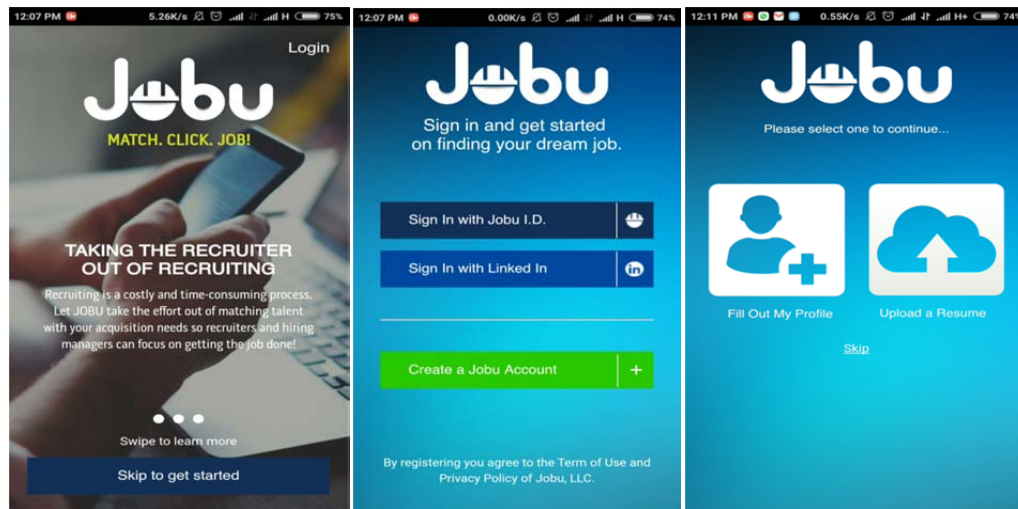 12:07 PM 5.26K/s H 75%
Login
Jobu
MATCH. CLICK. JOB!
TAKING THE RECRUITER
OUT OF RECRUITING
Recruiting is a costly and time-consuming process.
Let JOBU take the effort out of matching talent
with your acquisition needs so recruiters and hiring
managers can focus on getting the job done!
Swipe to learn more
Skip to get started
12:07 PM 0.00K/s H 74%
Jobu
Sign in and get started
on finding your dream job.
Sign In with Jobu I.D.
Sign In with Linked In
in
Create a Jobu Account +
By registering you agree to the Term of Use and
Privacy Policy of Jobu, LLC.
12:11 PM 0.55K/s H+ 74%
Jobu
Please select one to continue...
Fill Out My Profile
Upload a Resume
Skip